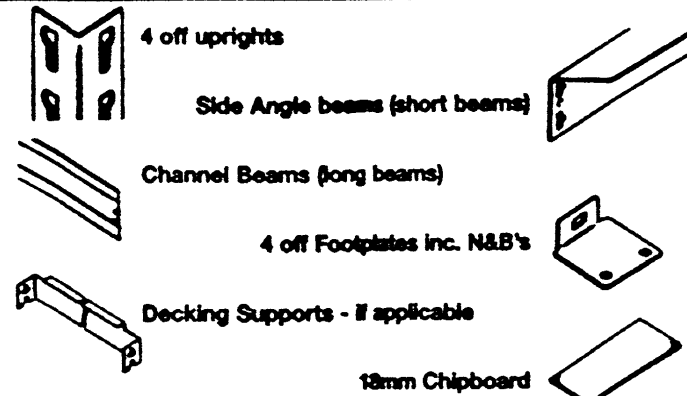 4 off uprights
Side Angle beams (short beams)
Channel Beams (long beams)
4 off Footplates inc. N&B's
Decking Supports - if applicable
18mm Chipboard